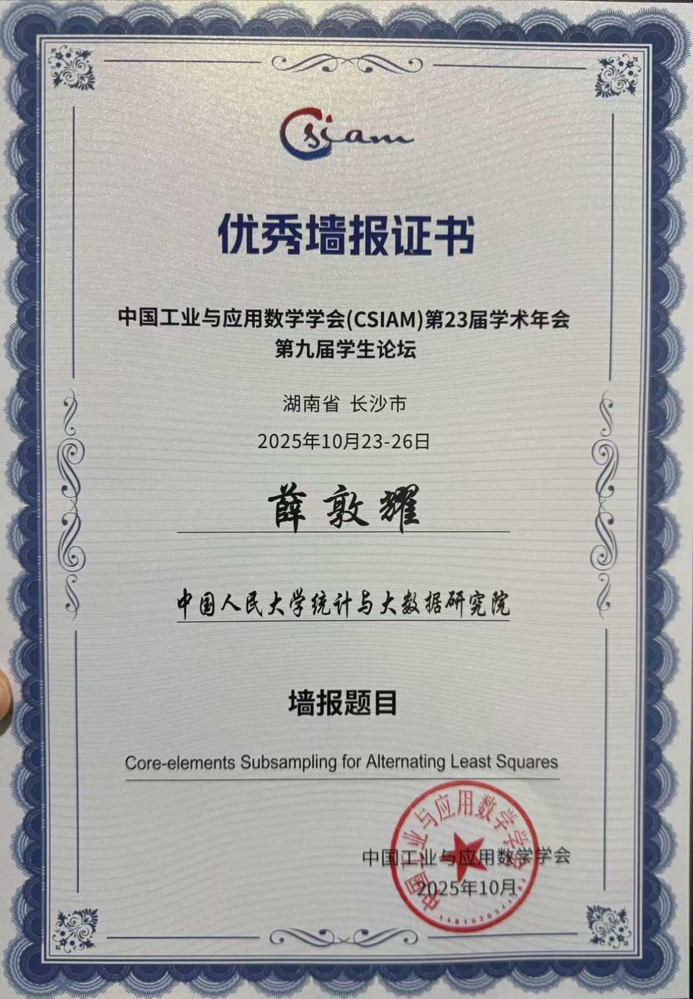 Csiam
优秀墙报证书
中国工业与应用数学学会(CSIAM)第23届学术年会
第九届学生论坛
湖南省 长沙市
2025年10月23-26日
薛敦耀
中国人民大学统计与大数据研究院
墙报题目
Core-elements Subsampling for Alternating Least Squares
中国工业与应用数学学会
中国工业与应用数学学会
2025年10月